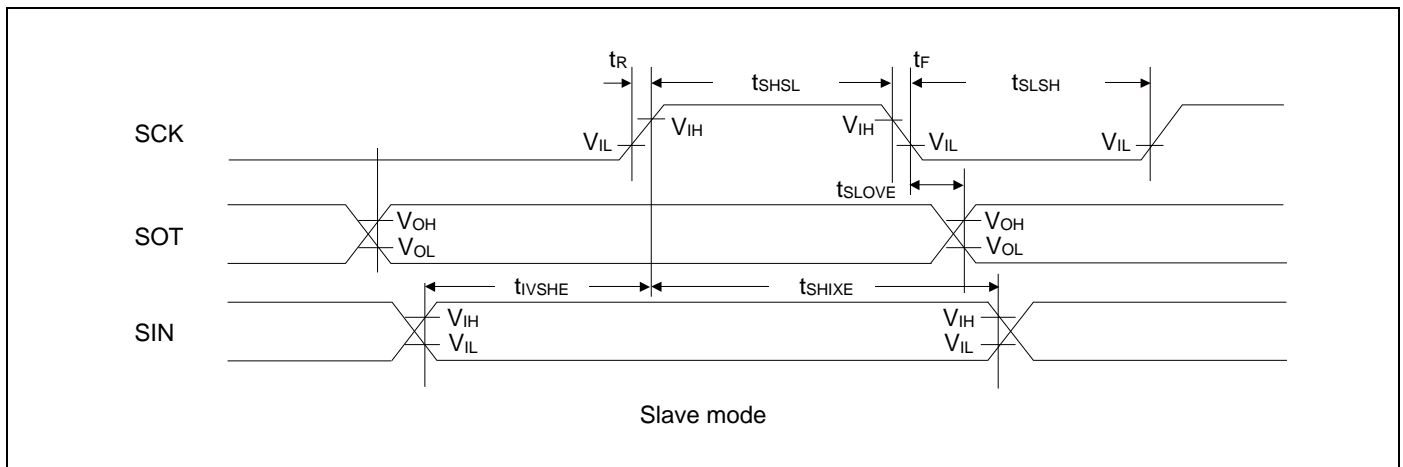 tR tF
tSHSL tSLSH
SCK VIL VIH VIH VIL VIL
tSLOVE
SOT VOH VOH
VOL VOL
tIVSHE tSHIXE
SIN VIH VIH
VIL VIL
Slave mode